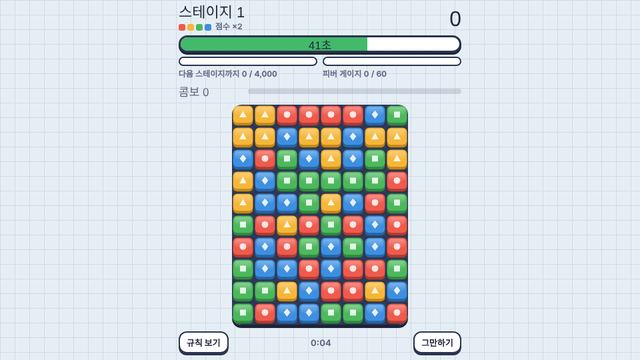 스테이지 1
0
점수 ×2
41초
다음 스테이지까지 0 / 4,000
피버 게이지 0 / 60
콤보 0
규칙 보기
0:04
그만하기